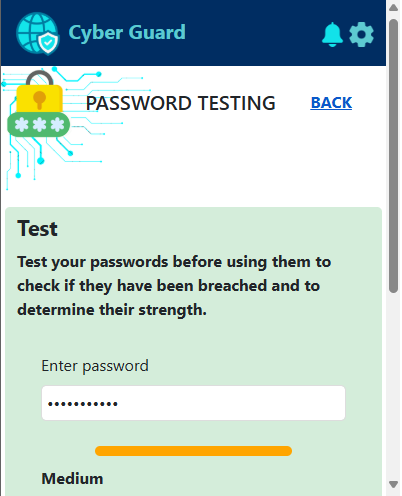 Cyber Guard
PASSWORD TESTING
BACK
***
Test
Test your passwords before using them to
check if they have been breached and to
determine their strength.
Enter password
•••••••••••
Medium